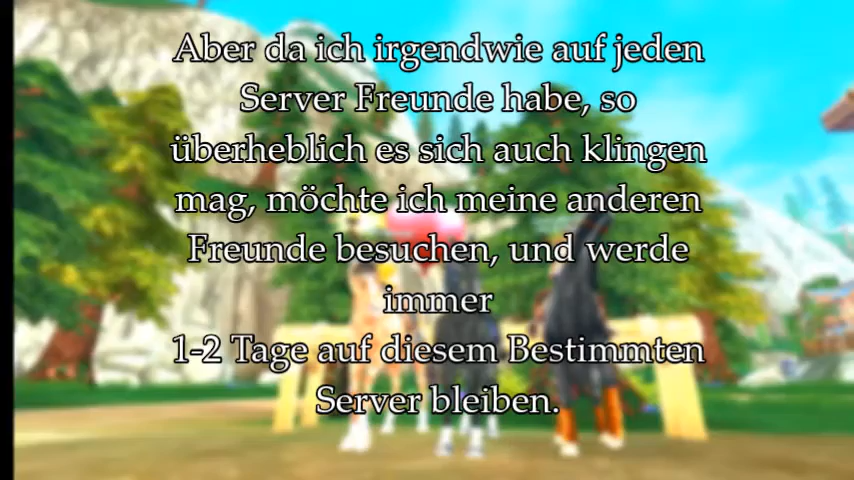 Aber da ich irgendwie auf jeden
Server Freunde habe, so
überheblich es sich auch klingen
mag, möchte ich meine anderen
Freunde besuchen, und werde
immer
1-2 Tage auf diesem Bestimmten
Server bleiben.